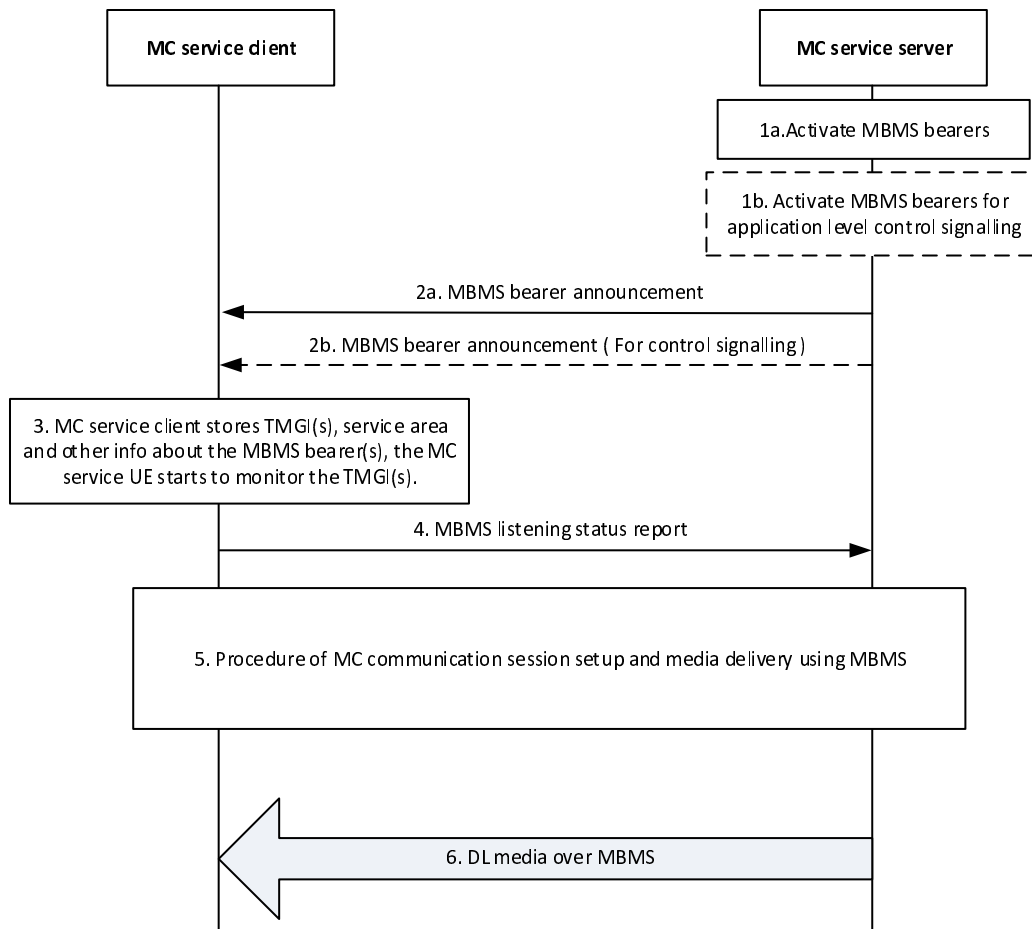 MC service client
MC service server
1a.Activate MBMS bearers
1b. Activate MBMS bearers for
application level control signalling
2a. MBMS bearer announcement
2b. MBMS bearer announcement ( For control signalling )
3. MC service client stores TMGI(s), service area
and other info about the MBMS bearer(s), the MC
service UE starts to monitor the TMGI(s).
4. MBMS listening status report
5. Procedure of MC communication session setup and media delivery using MBMS
6. DL media over MBMS